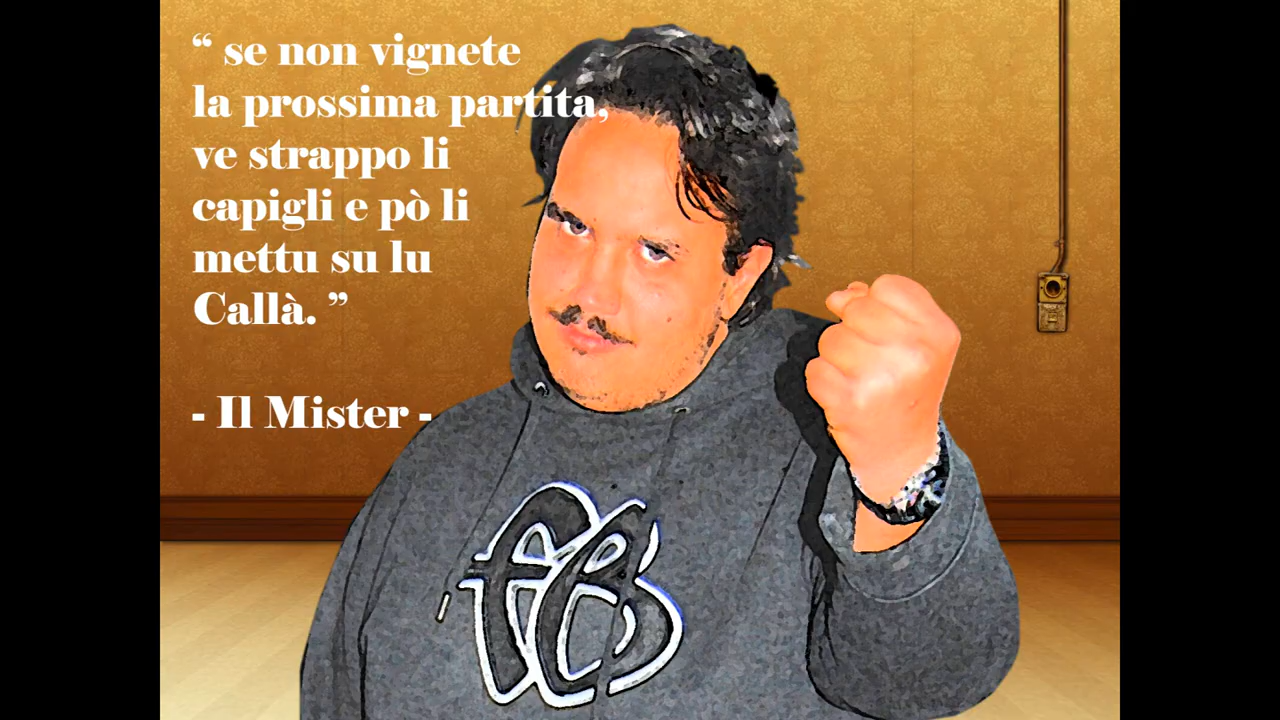 “ se non vignete
la prossima partita,
ve strappo li
capigli e pò li
mettu su lu
Callà. ”
- Il Mister -